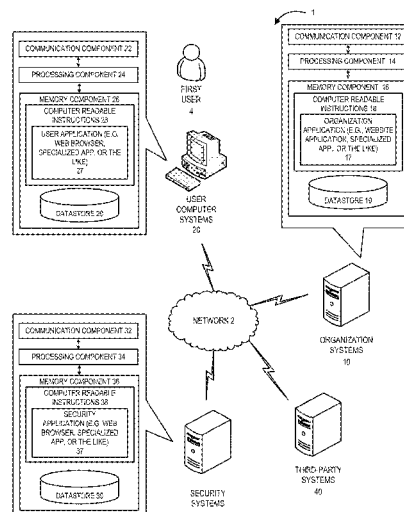 1
COMMUNICATION COMPONENT 22
PROCESSING COMPONENT 24
MEMORY COMPONENT 26
COMPUTER READABLE
INSTRUCTIONS 28
USER APPLICATION (E.G.
WEB BROWSER,
SPECIALIZED APP, OR THE
LIKE)
27
DATASTORE
FIRST
USER
4
USER
COMPUTER
SYSTEMS
20
COMMUNICATION COMPONENT 12
PROCESSING COMPONENT 14
MEMORY COMPONENT 16
COMPUTER READABLE
INSTRUCTIONS 18
ORGANIZATION
APPLICATION (E.G., WEBSITE
APPLICATION, SPECIALIZED
APP, OR THE LIKE)
17
DATASTORE 19
NETWORK 2
ORGANIZATION
SYSTEMS
10
COMMUNICATION COMPONENT 32
PROCESSING COMPONENT 34
MEMORY COMPONENT 36
COMPUTER READABLE
INSTRUCTIONS 38
SECURITY
APPLICATION (E.G. WEB
BROWSER, SPECIALIZED
APP, OR THE LIKE)
37
DATASTORE
SECURITY
SYSTEMS
THIRD-PARTY
SYSTEMS
40